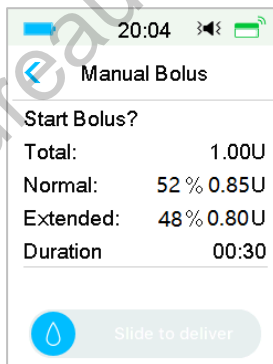 20:04
Manual Bolus
Start Bolus?
Total: 1.00U
Normal: 52 % 0.85U
Extended: 48% 0.80U
Duration 00:30
Slide to deliver